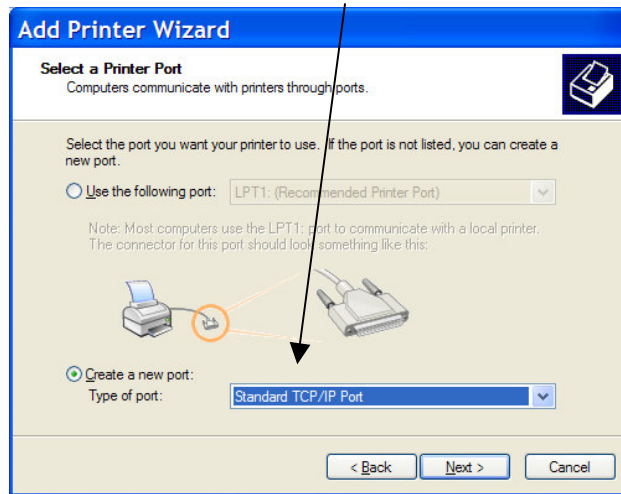 Add Printer Wizard
Select a Printer Port
Computers communicate with printers through ports.
Select the port you want your printer to use. If the port is not listed, you can create a
new port.
Use the following port: LPT1: (Recommended Printer Port)
Note: Most computers use the LPT1: port to communicate with a local printer.
The connector for this port should look something like this:
Create a new port:
Type of port: Standard TCP/IP Port
< Back Next > Cancel